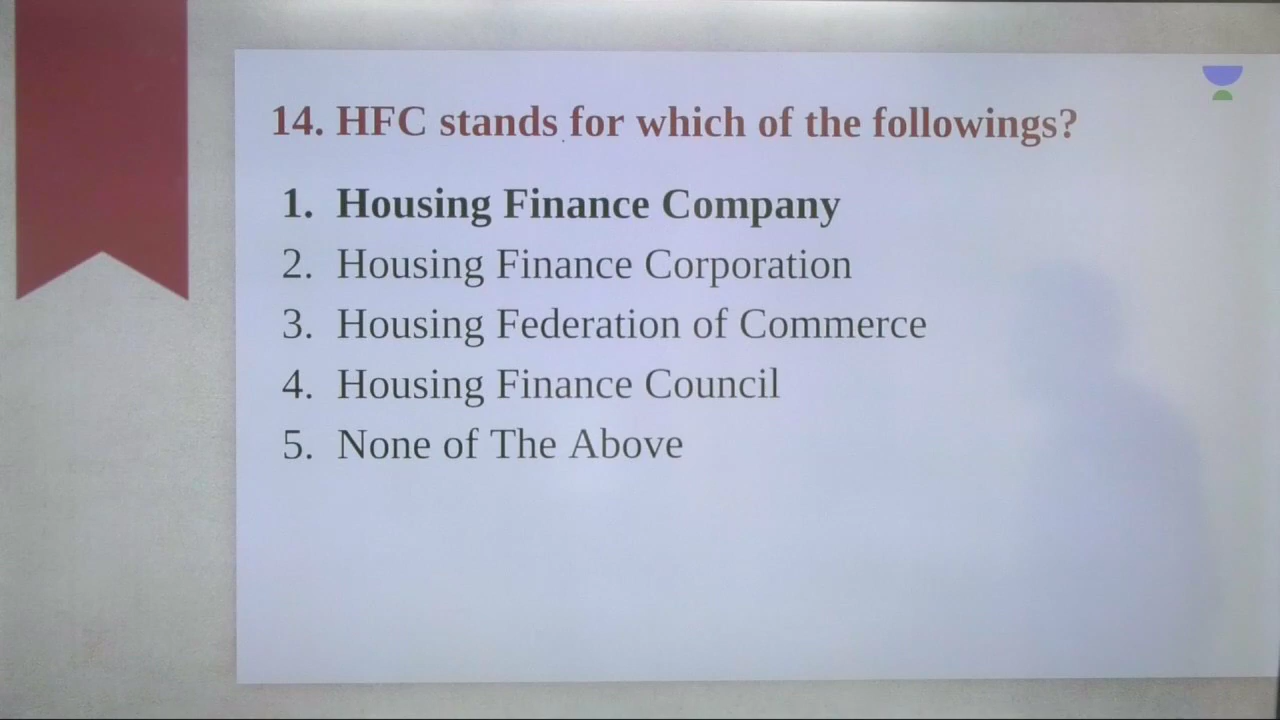 14. HFC stands for which of the followings?
1. Housing Finance Company
2. Housing Finance Corporation
3. Housing Federation of Commerce
4. Housing Finance Council
5. None of The Above